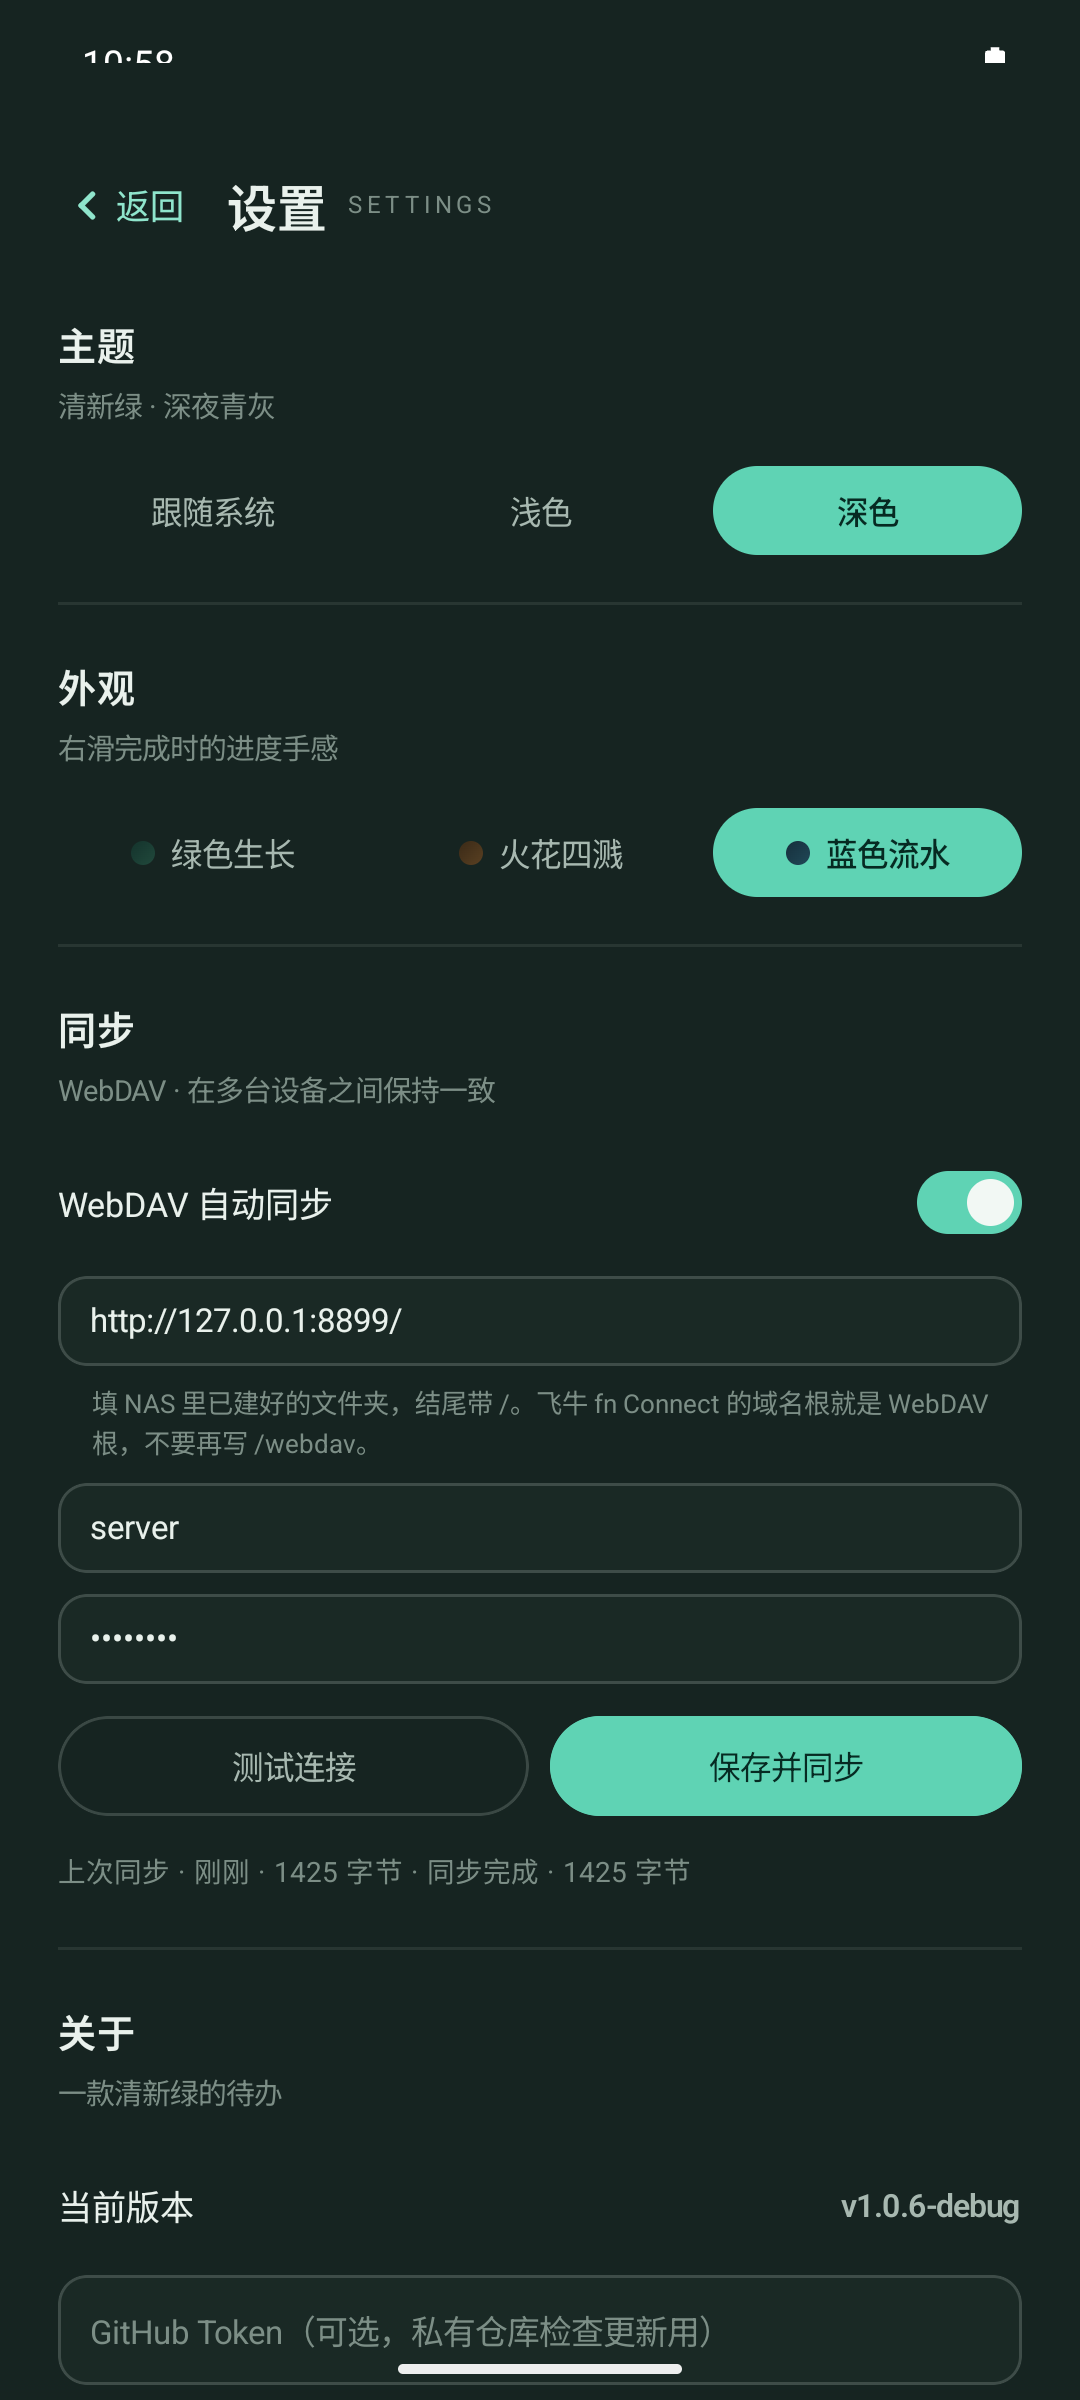 10:58
返回 设置 SETTINGS
主题
清新绿 · 深夜青灰
跟随系统 浅色 深色
外观
右滑完成时的进度手感
绿色生长 火花四溅 蓝色流水
同步
WebDAV · 在多台设备之间保持一致
WebDAV 自动同步
http://127.0.0.1:8899/
填 NAS 里已建好的文件夹，结尾带 /。飞牛 fn Connect 的域名根就是 WebDAV
根，不要再写 /webdav。
server
••••••••
测试连接 保存并同步
上次同步 · 刚刚 · 1425 字节 · 同步完成 · 1425 字节
关于
一款清新绿的待办
当前版本 v1.0.6-debug
GitHub Token（可选，私有仓库检查更新用）